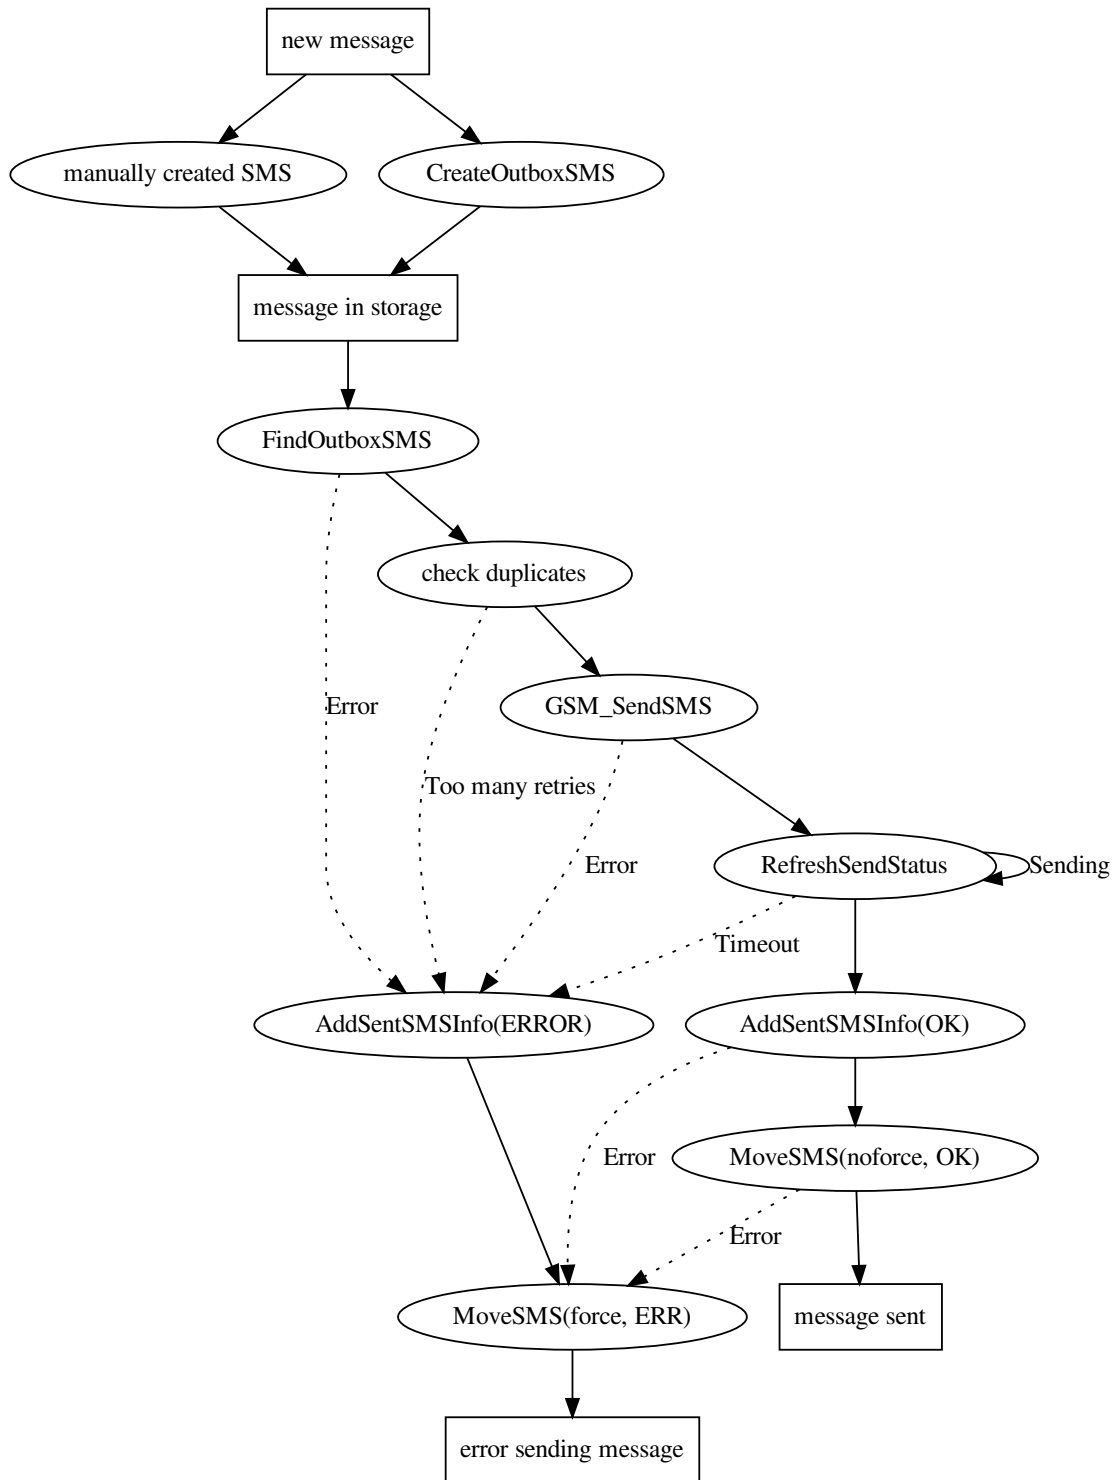 new message
manually created SMS
CreateOutboxSMS
message in storage
FindOutboxSMS
check duplicates
Error
GSM_SendSMS
Too many retries
Error
RefreshSendStatus
Sending
Timeout
AddSentSMSInfo(ERROR)
AddSentSMSInfo(OK)
Error
MoveSMS(noforce, OK)
Error
MoveSMS(force, ERR)
message sent
error sending message